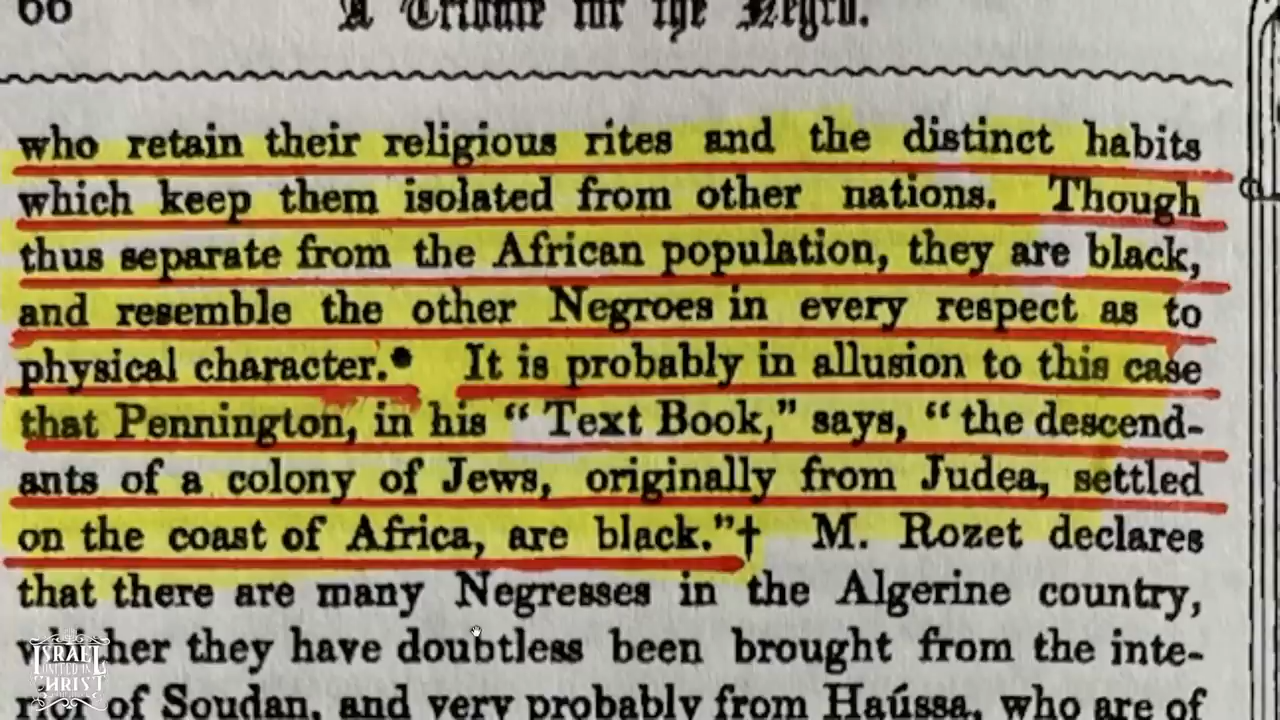 66 A Tribute for the Negro.
who retain their religious rites and the distinct habits
which keep them isolated from other nations. Though
thus separate from the African population, they are black,
and resemble the other Negroes in every respect as to
physical character.* It is probably in allusion to this case
that Pennington, in his “ Text Book,” says, “ the descend-
ants of a colony of Jews, originally from Judea, settled
on the coast of Africa, are black.”† M. Rozet declares
that there are many Negresses in the Algerine country,
whither they have doubtless been brought from the inte-
rior of Soudan, and very probably from Haússa, who are of
ISRAEL
UNITED IN
CHRIST